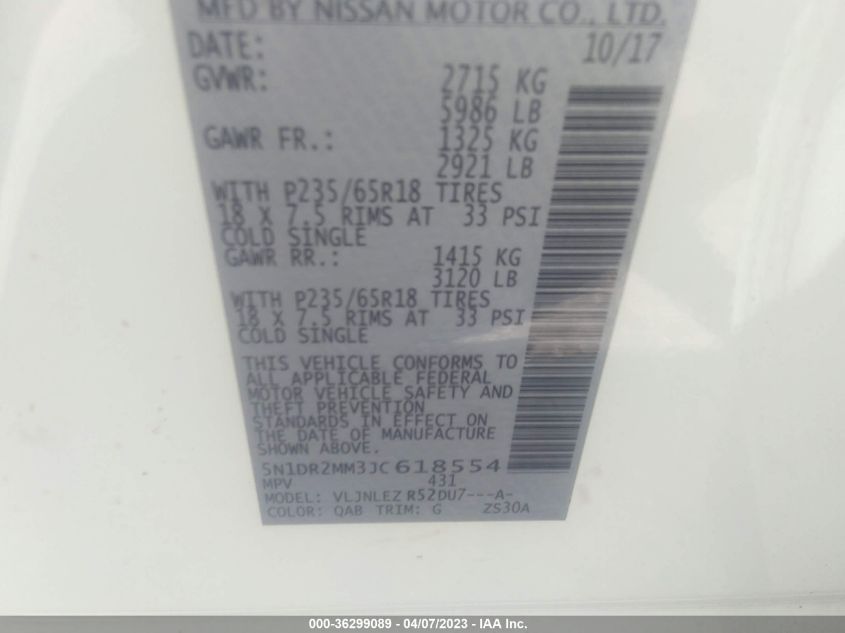 MFD BY NISSAN MOTOR CO., LTD.
DATE: 10/17
GVWR: 2715 KG
5986 LB
GAWR FR.: 1325 KG
2921 LB
WITH P235/65R18 TIRES
18 X 7.5 RIMS AT 33 PSI
COLD SINGLE
GAWR RR.: 1415 KG
3120 LB
WITH P235/65R18 TIRES
18 X 7.5 RIMS AT 33 PSI
COLD SINGLE
THIS VEHICLE CONFORMS TO
ALL APPLICABLE FEDERAL
MOTOR VEHICLE SAFETY AND
THEFT PREVENTION
STANDARDS IN EFFECT ON
THE DATE OF MANUFACTURE
SHOWN ABOVE.
5N1DR2MM3JC618554
MPV 431
MODEL: VLJNLEZ R52DU7---A-
COLOR: QAB TRIM: G ZS30A
000-36299089 - 04/07/2023 - IAA Inc.